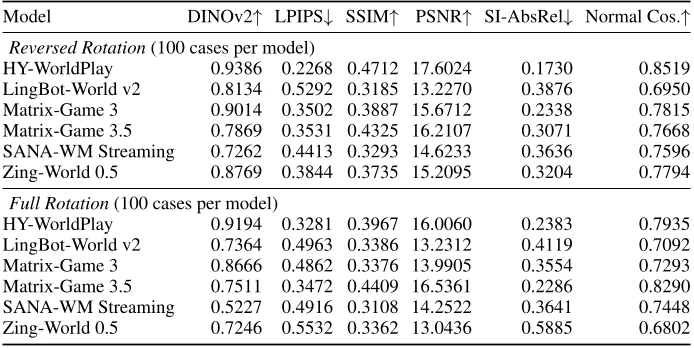 Model DINOv2↑ LPIPS↓ SSIM↑ PSNR↑ SI-AbsRel↓ Normal Cos.↑
Reversed Rotation (100 cases per model)
HY-WorldPlay 0.9386 0.2268 0.4712 17.6024 0.1730 0.8519
LingBot-World v2 0.8134 0.5292 0.3185 13.2270 0.3876 0.6950
Matrix-Game 3 0.9014 0.3502 0.3887 15.6712 0.2338 0.7815
Matrix-Game 3.5 0.7869 0.3531 0.4325 16.2107 0.3071 0.7668
SANA-WM Streaming 0.7262 0.4413 0.3293 14.6233 0.3636 0.7596
Zing-World 0.5 0.8769 0.3844 0.3735 15.2095 0.3204 0.7794
Full Rotation (100 cases per model)
HY-WorldPlay 0.9194 0.3281 0.3967 16.0060 0.2383 0.7935
LingBot-World v2 0.7364 0.4963 0.3386 13.2312 0.4119 0.7092
Matrix-Game 3 0.8666 0.4862 0.3376 13.9905 0.3554 0.7293
Matrix-Game 3.5 0.7511 0.3472 0.4409 16.5361 0.2286 0.8290
SANA-WM Streaming 0.5227 0.4916 0.3108 14.2522 0.3641 0.7448
Zing-World 0.5 0.7246 0.5532 0.3362 13.0436 0.5885 0.6802